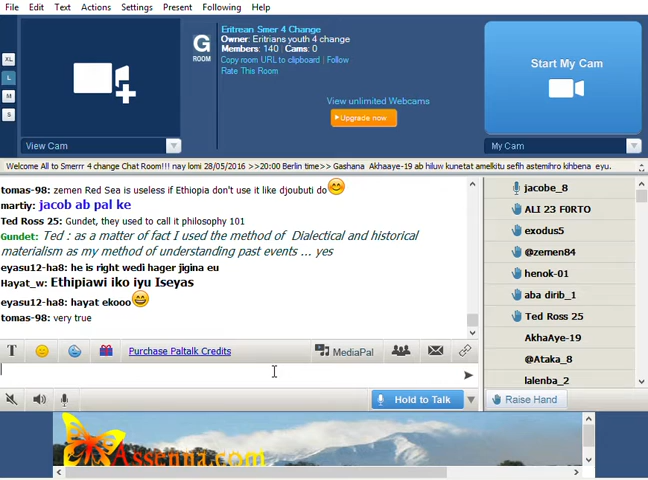 File Edit Text Actions Settings Present Following Help
XL
L
M
S
View Cam
G
ROOM
Eritrean Smer 4 Change
Owner: Eritrians youth 4 change
Members: 140 | Cams: 0
Copy room URL to clipboard | Follow
Rate This Room
View unlimited Webcams
Upgrade now
Start My Cam
My Cam
Welcome All to Smerrr 4 change Chat Room!!! nay lomi 28/05/2016 >>20:00 Berlin time>> Gashana Akhaaye-19 ab hiluw kunetat amelkitu sefih astemihro kihbena eyu.
tomas-98: zemen Red Sea is useless if Ethiopia don't use it like djoubuti do
martiy: jacob ab pal ke
Ted Ross 25: Gundet, they used to call it philosophy 101
Gundet: Ted : as a matter of fact I used the method of Dialectical and historical
materialism as my method of understanding past events ... yes
eyasu12-ha8: he is right wedi hager jigina eu
Hayat_w: Ethipiawi iko iyu Iseyas
eyasu12-ha8: hayat ekooo
tomas-98: very true
jacobe_8
ALI 23 F0RTO
exodus5
@zemen84
henok-01
aba dirib_1
Ted Ross 25
AkhaAye-19
@Ataka_8
lalenba_2
T Purchase Paltalk Credits MediaPal
Hold to Talk
Raise Hand
Assenna.com